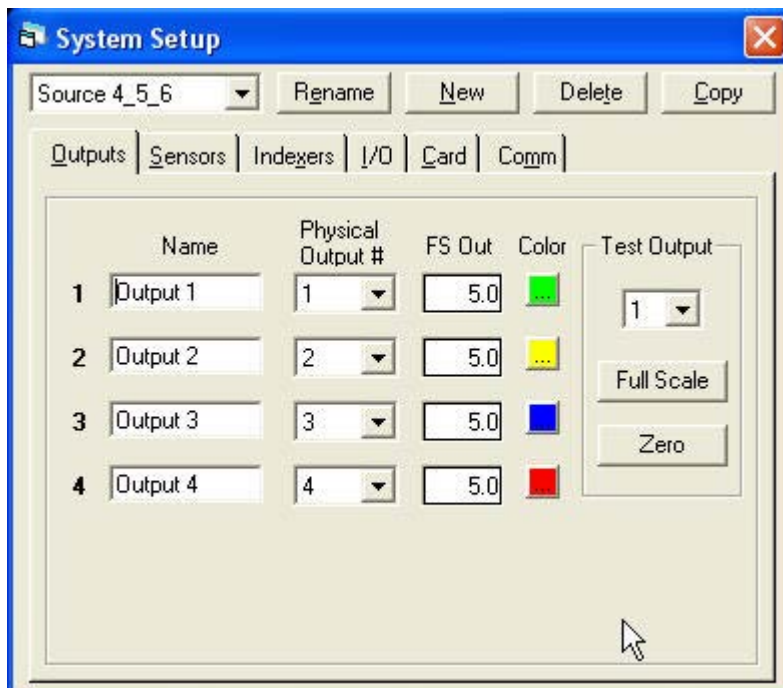 System Setup
Source 4_5_6 Rename New Delete Copy
Outputs Sensors Indexers I/O Card Comm
Name Physical Output # FS Out Color Test Output
1 Output 1 1 5.0 ... 1
2 Output 2 2 5.0 ... Full Scale
3 Output 3 3 5.0 ... Zero
4 Output 4 4 5.0 ...